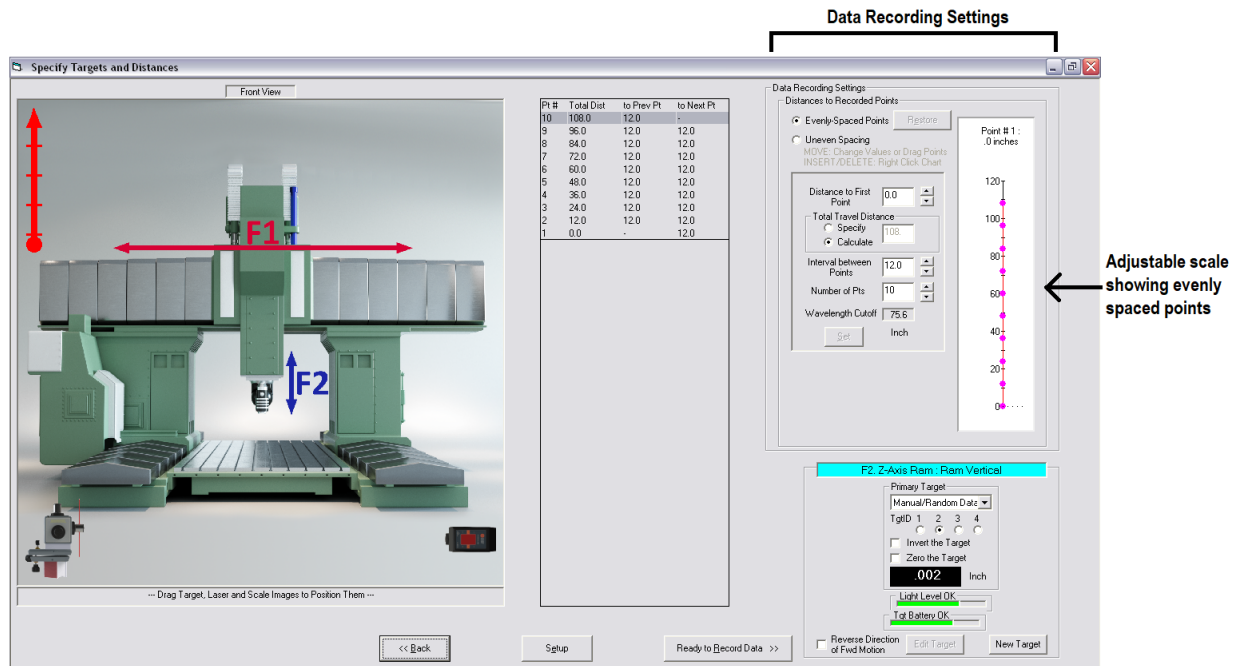 Data Recording Settings
Specify Targets and Distances
Front View
F1
F2
--- Drag Target, Laser and Scale Images to Position Them ---
Pt # Total Dist to Prev Pt to Next Pt
10 108.0 12.0 -
9 96.0 12.0 12.0
8 84.0 12.0 12.0
7 72.0 12.0 12.0
6 60.0 12.0 12.0
5 48.0 12.0 12.0
4 36.0 12.0 12.0
3 24.0 12.0 12.0
2 12.0 12.0 12.0
1 0.0 - 12.0
Data Recording Settings
Distances to Recorded Points
Evenly-Spaced Points Restore
Uneven Spacing
MOVE: Change Values or Drag Points
INSERT/DELETE: Right Click Chart
Distance to First
Point
0.0
Total Travel Distance
Specify
Calculate
108.
Interval between
Points
12.0
Number of Pts 10
Wavelength Cutoff 75.6
Set Inch
Point # 1 :
.0 inches
120
100
80
60
40
20
0
Adjustable scale
showing evenly
spaced points
F2. Z-Axis Ram : Ram Vertical
Primary Target
Manual/Random Data
TgtID 1 2 3 4
Invert the Target
Zero the Target
.002 Inch
Light Level OK
Tgt Battery OK
Reverse Direction
of Fwd Motion
Edit Target New Target
<< Back Setup Ready to Record Data >>